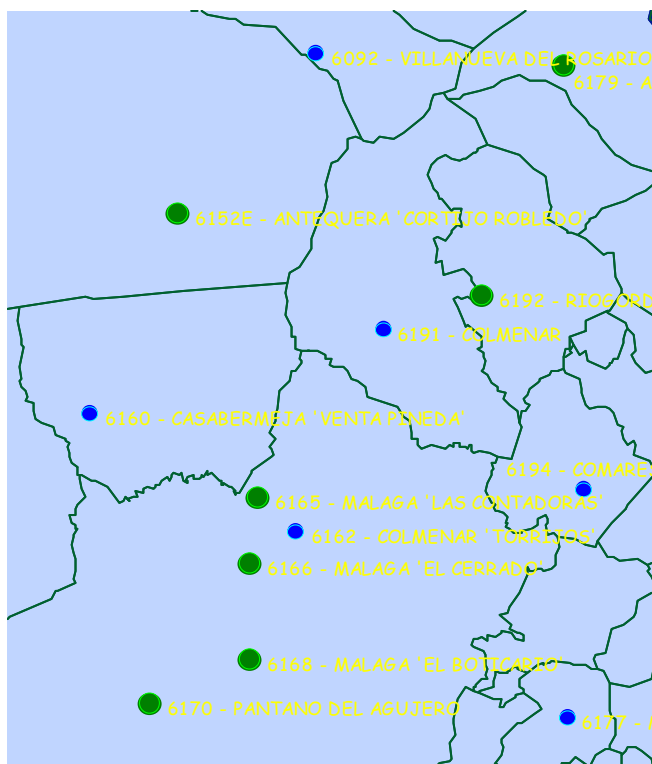 6092 - VILLANUEVA DEL ROSARIO
6179 - A
6152E - ANTEQUERA 'CORTIJO ROBLEDO'
6192 - RIOGORD
6191 - COLMENAR
6160 - CASABERMEJA 'VENTA PINEDA'
6194 - COMARES
6165 - MALAGA 'LAS CONTADORAS'
6162 - COLMENAR 'TORRIJOS'
6166 - MALAGA 'EL CERRADO'
6168 - MALAGA 'EL BOTICARIO'
6170 - PANTANO DEL AGUJERO
6177 -